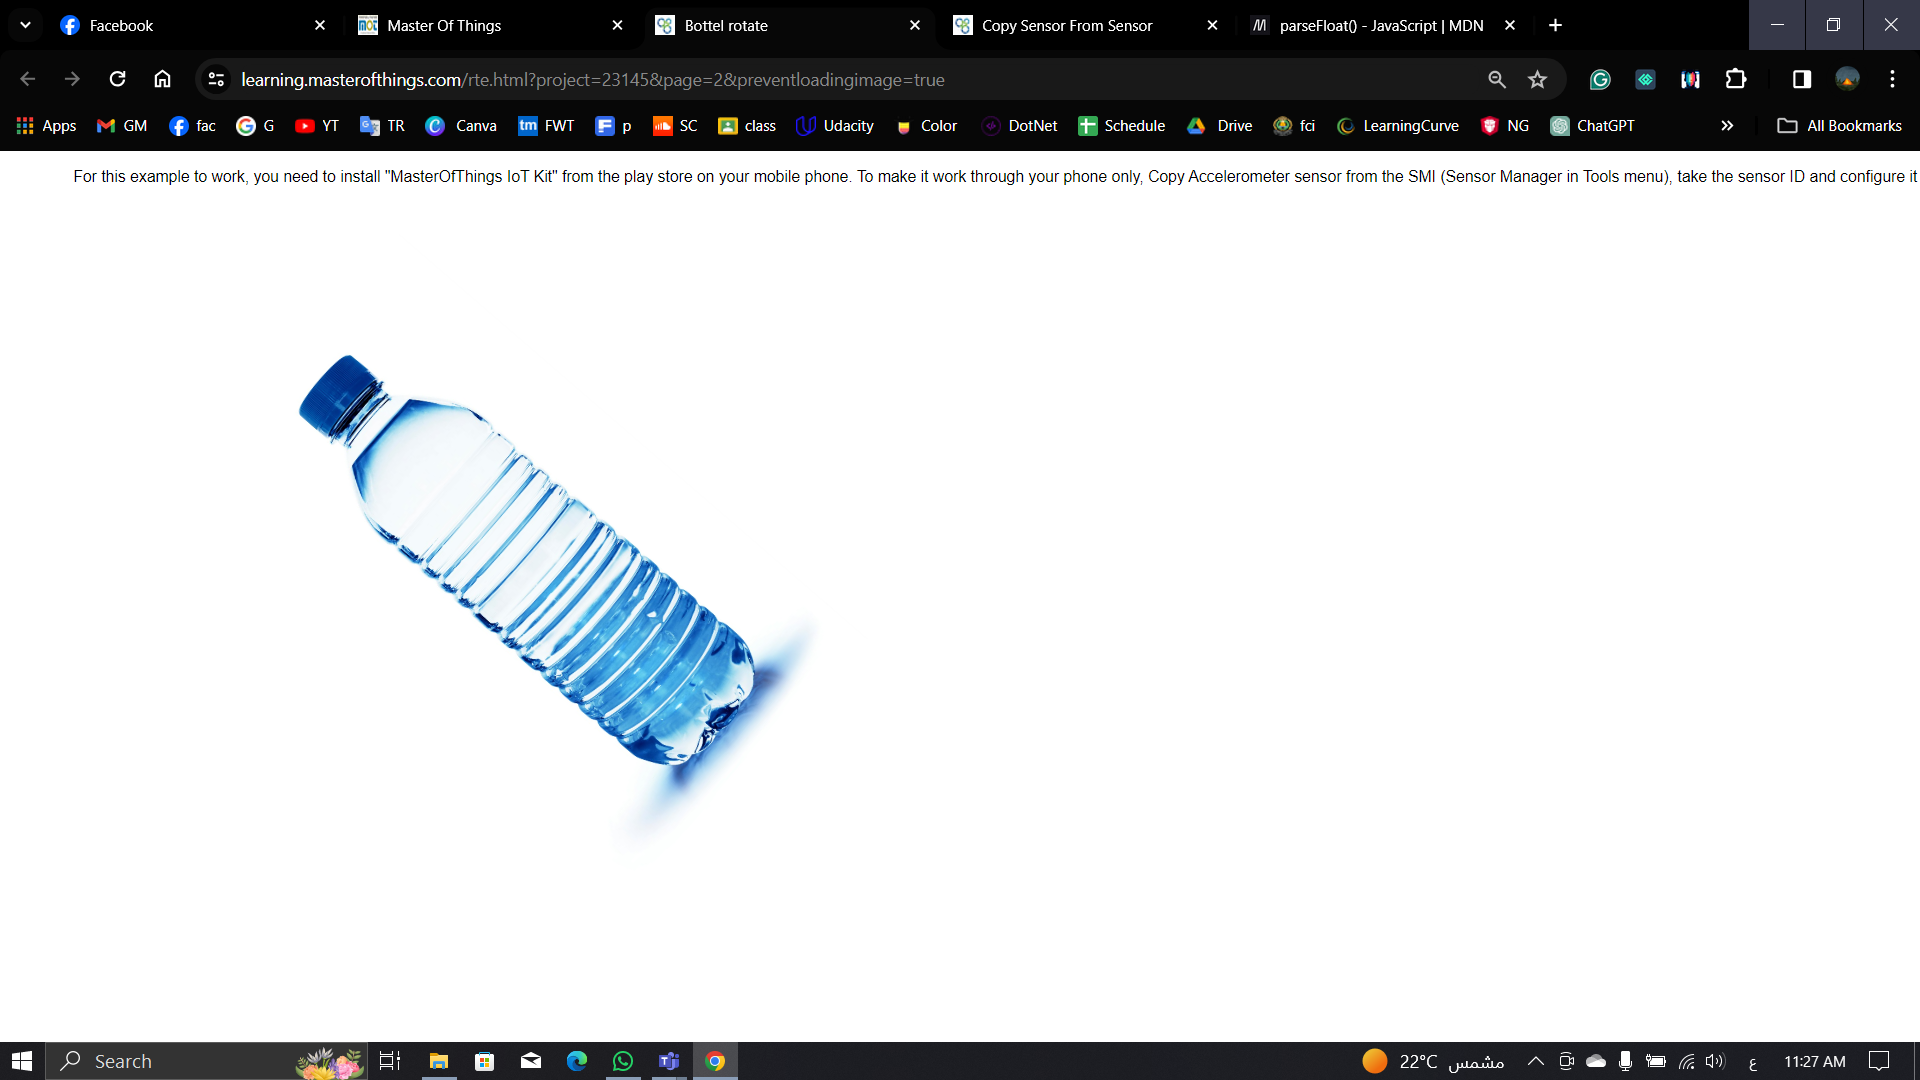 Facebook
Master Of Things
Bottel rotate
Copy Sensor From Sensor
parseFloat() - JavaScript | MDN
learning.masterofthings.com/rte.html?project=23145&page=2&preventloadingimage=true
Apps GM fac G YT TR Canva tm FWT p SC class Udacity Color DotNet Schedule Drive fci LearningCurve NG ChatGPT All Bookmarks
For this example to work, you need to install "MasterOfThings IoT Kit" from the play store on your mobile phone. To make it work through your phone only, Copy Accelerometer sensor from the SMI (Sensor Manager in Tools menu), take the sensor ID and configure it
Search
22°C مشمس ع 11:27 AM